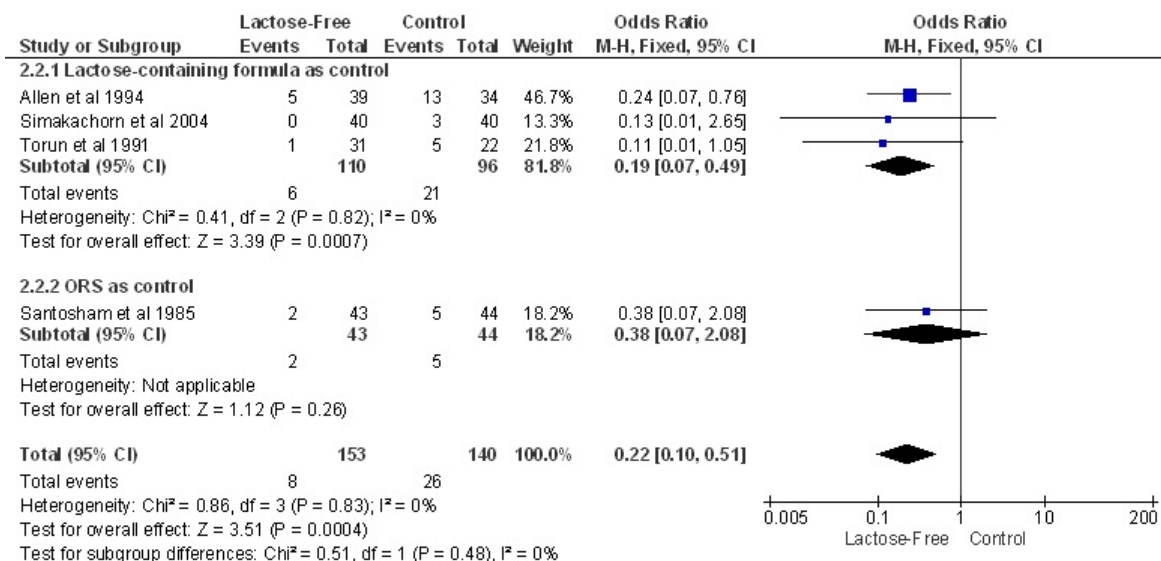 Lactose-Free Control Odds Ratio Odds Ratio
Study or Subgroup Events Total Events Total Weight M-H, Fixed, 95% CI M-H, Fixed, 95% CI
2.2.1 Lactose-containing formula as control
Allen et al 1994 5 39 13 34 46.7% 0.24 [0.07, 0.76]
Simakachorn et al 2004 0 40 3 40 13.3% 0.13 [0.01, 2.65]
Torun et al 1991 1 31 5 22 21.8% 0.11 [0.01, 1.05]
Subtotal (95% CI) 110 96 81.8% 0.19 [0.07, 0.49]
Total events 6 21
Heterogeneity: Chi² = 0.41, df = 2 (P = 0.82); I² = 0%
Test for overall effect: Z = 3.39 (P = 0.0007)
2.2.2 ORS as control
Santosham et al 1985 2 43 5 44 18.2% 0.38 [0.07, 2.08]
Subtotal (95% CI) 43 44 18.2% 0.38 [0.07, 2.08]
Total events 2 5
Heterogeneity: Not applicable
Test for overall effect: Z = 1.12 (P = 0.26)
Total (95% CI) 153 140 100.0% 0.22 [0.10, 0.51]
Total events 8 26
Heterogeneity: Chi² = 0.86, df = 3 (P = 0.83); I² = 0%
Test for overall effect: Z = 3.51 (P = 0.0004)
Test for subgroup differences: Chi² = 0.51, df = 1 (P = 0.48), I² = 0%
0.005 0.1 1 10 200
Lactose-Free Control